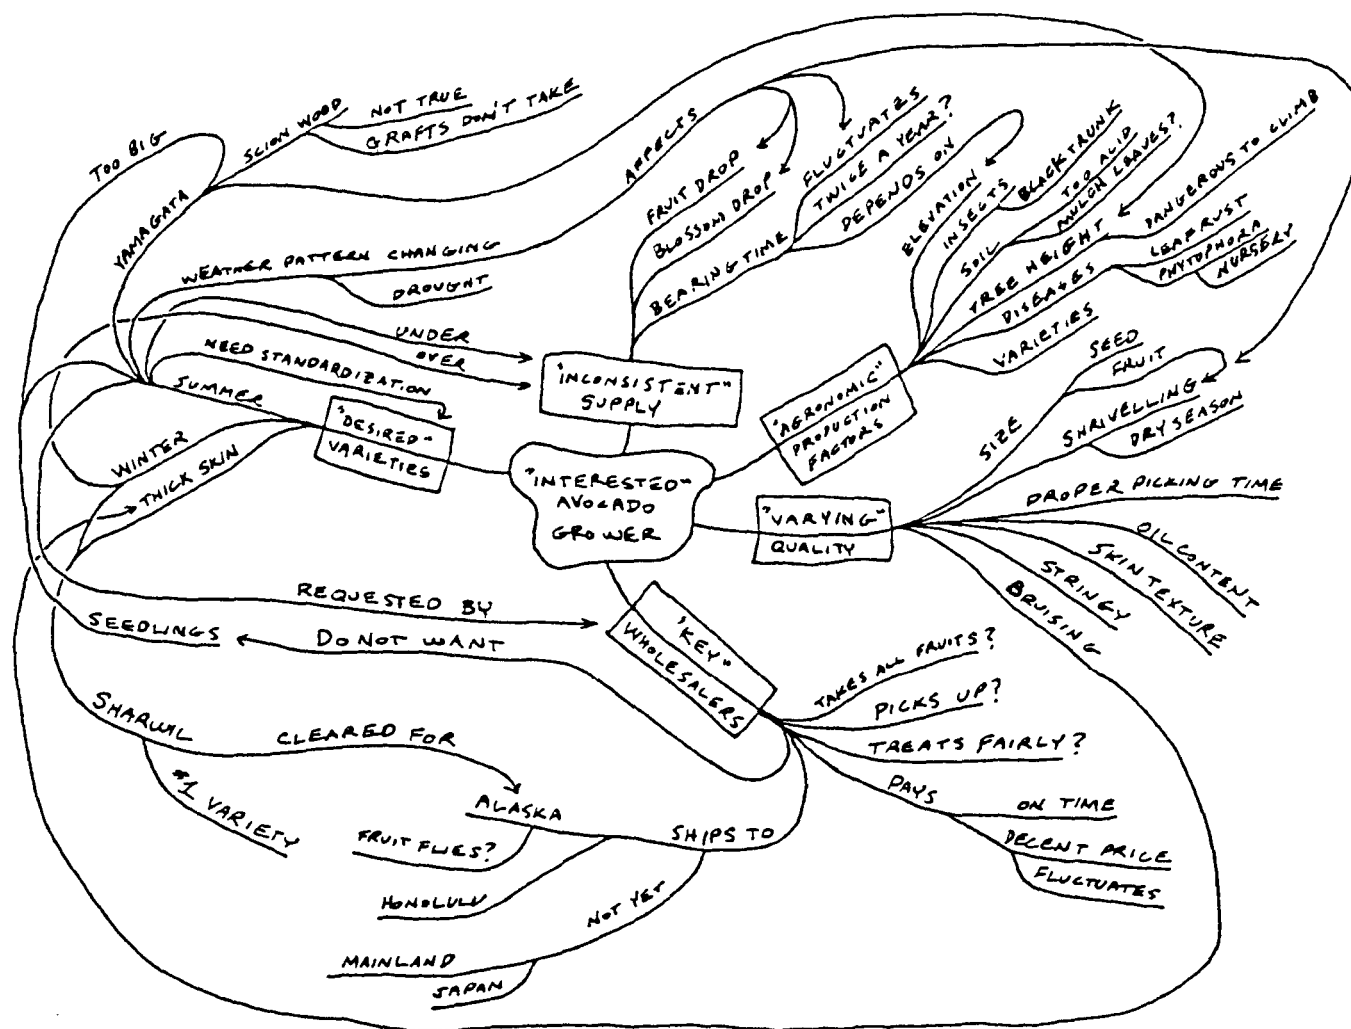 TOO BIG
YAMAGATA
SCION WOOD
NOT TRUE
GRAFTS DON'T TAKE
WEATHER PATTERN CHANGING
DROUGHT
AFFECTS
FRUIT DROP
BLOSSOM DROP
BEARING TIME
FLUCTUATES
TWICE A YEAR?
DEPENDS ON
ELEVATION
INSECTS
BLACK TRUNK
SOIL
TOO ACID
MULCH LEAVES?
TREE HEIGHT
DANGEROUS TO CLIMB
DISEASES
LEAF RUST
PHYTOPHORA
NURSERY
VARIETIES
UNDER
OVER
NEED STANDARDIZATION
SUMMER
WINTER
THICK SKIN
"DESIRED"
VARIETIES
"INCONSISTENT"
SUPPLY
"AGRONOMIC"
PRODUCTION
FACTORS
"INTERESTED"
AVOCADO
GROWER
"VARYING"
QUALITY
SIZE
SEED
FRUIT
SHRIVELLING
DRY SEASON
PROPER PICKING TIME
OIL CONTENT
SKIN TEXTURE
STRINGY
BRUISING
REQUESTED BY
SEEDLINGS
DO NOT WANT
"KEY"
WHOLESALERS
TAKES ALL FRUITS?
PICKS UP?
TREATS FAIRLY?
PAYS
ON TIME
DECENT PRICE
FLUCTUATES
SHARWIL
#1 VARIETY
CLEARED FOR
ALASKA
FRUIT FLIES?
SHIPS TO
HONOLULU
NOT YET
MAINLAND
JAPAN